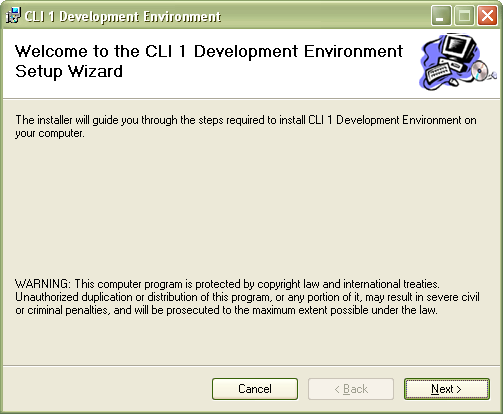 CLI 1 Development Environment
Welcome to the CLI 1 Development Environment
Setup Wizard
The installer will guide you through the steps required to install CLI 1 Development Environment on
your computer.
WARNING: This computer program is protected by copyright law and international treaties.
Unauthorized duplication or distribution of this program, or any portion of it, may result in severe civil
or criminal penalties, and will be prosecuted to the maximum extent possible under the law.
Cancel < Back Next >